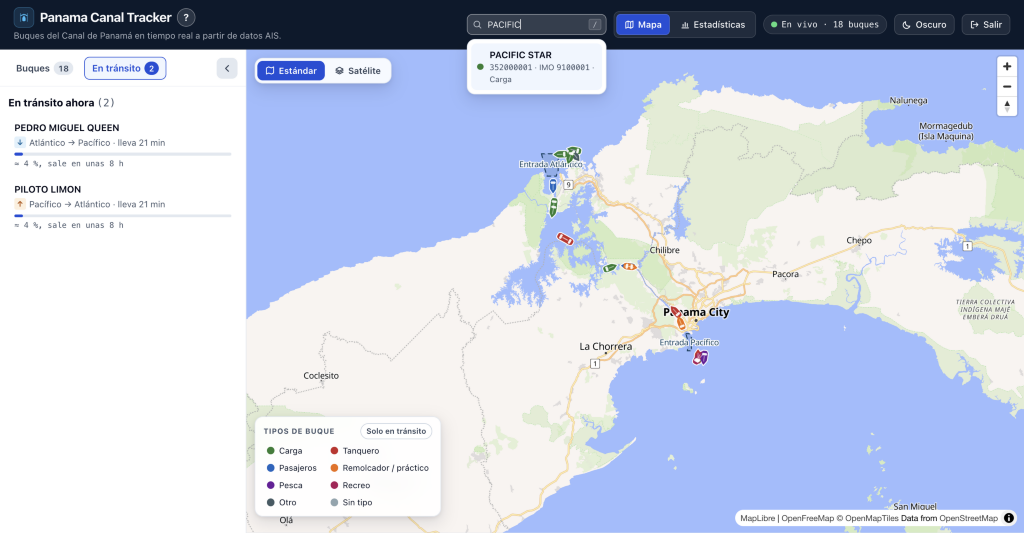 Panama Canal Tracker ?
Buques del Canal de Panamá en tiempo real a partir de datos AIS.
PACIFIC /
Mapa
Estadísticas
En vivo · 18 buques
Oscuro
Salir
PACIFIC STAR
352000001 · IMO 9100001 ·
Carga
Buques 18
En tránsito 2
En tránsito ahora (2)
PEDRO MIGUEL QUEEN
↓ Atlántico → Pacífico · lleva 21 min
≈ 4 %, sale en unas 8 h
PILOTO LIMON
↑ Pacífico → Atlántico · lleva 21 min
≈ 4 %, sale en unas 8 h
Estándar
Satélite
Nalunega
Mormagedub
(Isla Maquina)
Entrada Atlántico
9
Chilibre
Chepo
1
Pacora
TIERRA COLECTIVA
INDÍGENA MAJÉ
EMBERÁ DRUÁ
Panama City
Entrada Pacífico
La Chorrera
1
Coclesito
San Miguel
Olá
TIPOS DE BUQUE
Solo en tránsito
Carga
Tanquero
Pasajeros
Remolcador / práctico
Pesca
Recreo
Otro
Sin tipo
MapLibre | OpenFreeMap © OpenMapTiles Data from OpenStreetMap